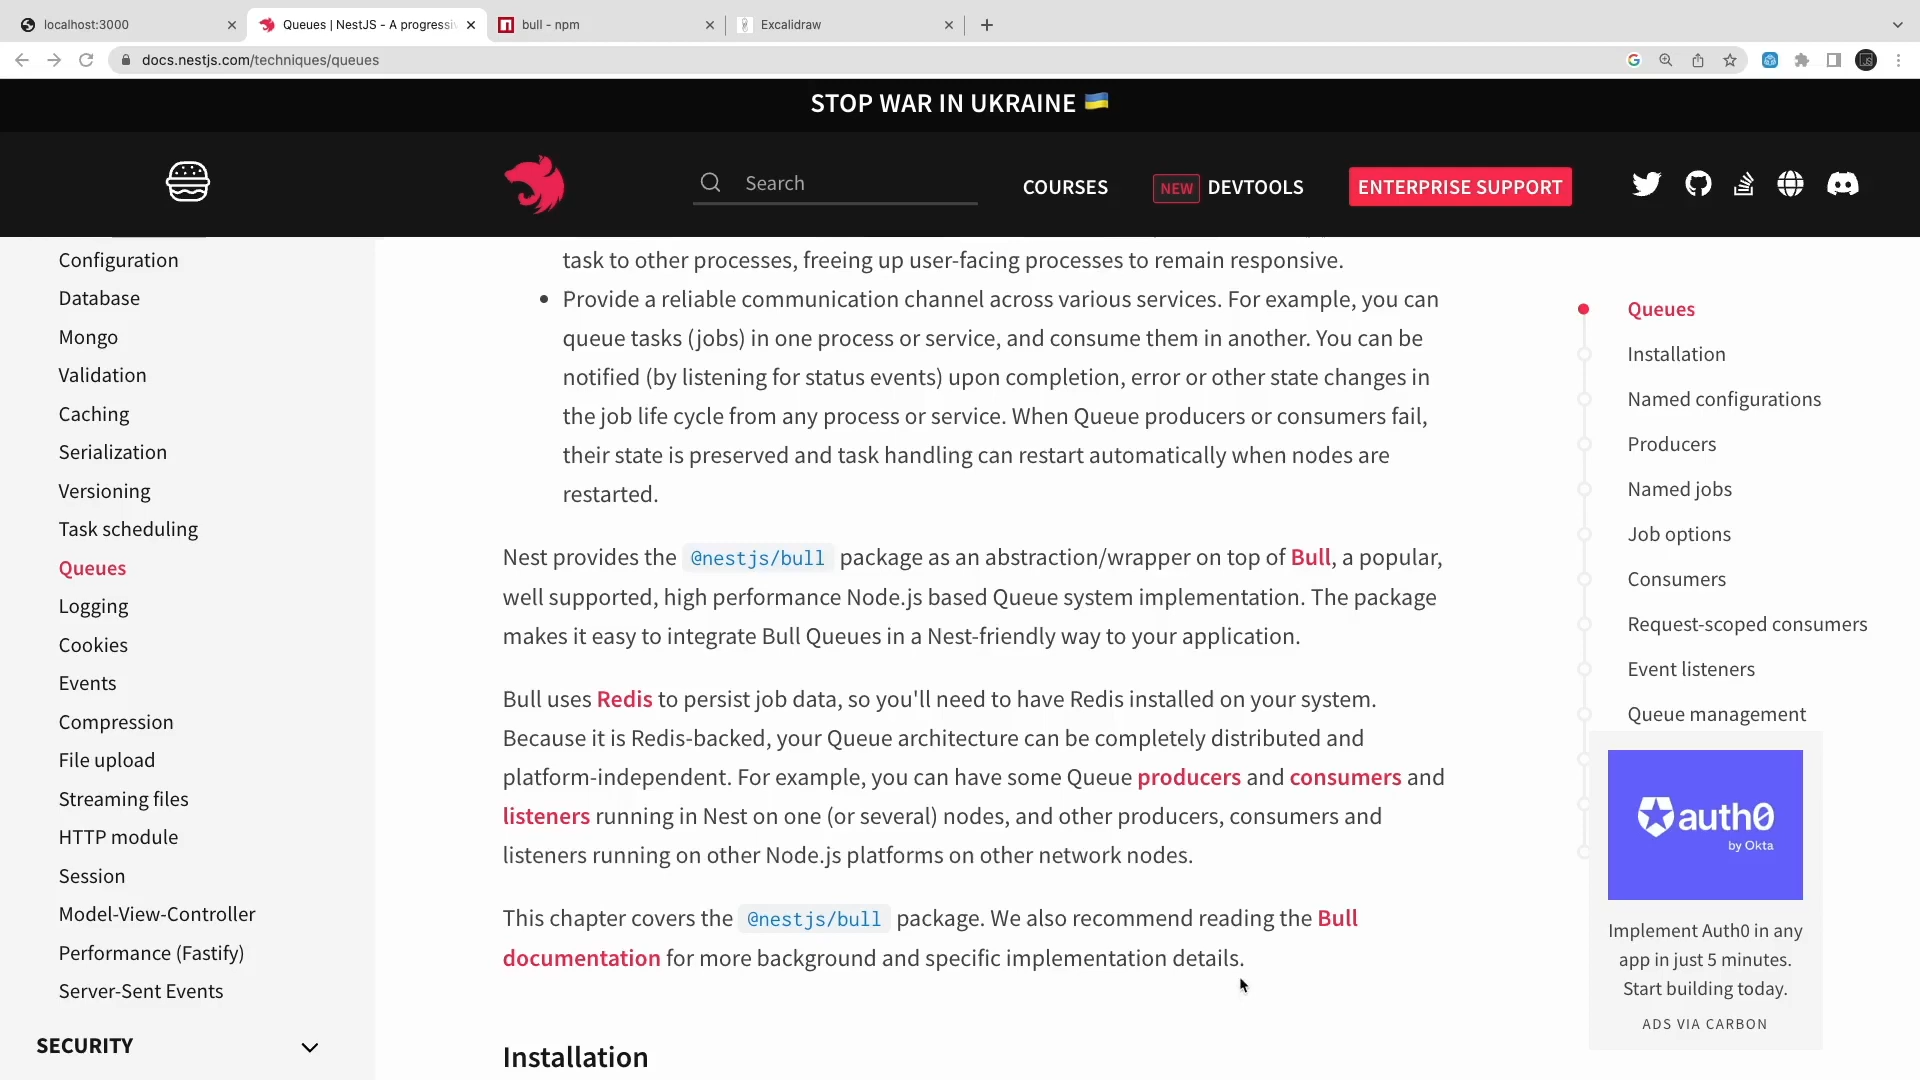 localhost:3000
Queues | NestJS - A progressiv
bull - npm
Excalidraw
docs.nestjs.com/techniques/queues
STOP WAR IN UKRAINE 🇺🇦
Search
COURSES
NEW DEVTOOLS
ENTERPRISE SUPPORT
Configuration
Database
Mongo
Validation
Caching
Serialization
Versioning
Task scheduling
Queues
Logging
Cookies
Events
Compression
File upload
Streaming files
HTTP module
Session
Model-View-Controller
Performance (Fastify)
Server-Sent Events
SECURITY
task to other processes, freeing up user-facing processes to remain responsive.
• Provide a reliable communication channel across various services. For example, you can
queue tasks (jobs) in one process or service, and consume them in another. You can be
notified (by listening for status events) upon completion, error or other state changes in
the job life cycle from any process or service. When Queue producers or consumers fail,
their state is preserved and task handling can restart automatically when nodes are
restarted.
Nest provides the @nestjs/bull package as an abstraction/wrapper on top of Bull, a popular,
well supported, high performance Node.js based Queue system implementation. The package
makes it easy to integrate Bull Queues in a Nest-friendly way to your application.
Bull uses Redis to persist job data, so you'll need to have Redis installed on your system.
Because it is Redis-backed, your Queue architecture can be completely distributed and
platform-independent. For example, you can have some Queue producers and consumers and
listeners running in Nest on one (or several) nodes, and other producers, consumers and
listeners running on other Node.js platforms on other network nodes.
This chapter covers the @nestjs/bull package. We also recommend reading the Bull
documentation for more background and specific implementation details.
Installation
Queues
Installation
Named configurations
Producers
Named jobs
Job options
Consumers
Request-scoped consumers
Event listeners
Queue management
auth0
by Okta
Implement Auth0 in any
app in just 5 minutes.
Start building today.
ADS VIA CARBON